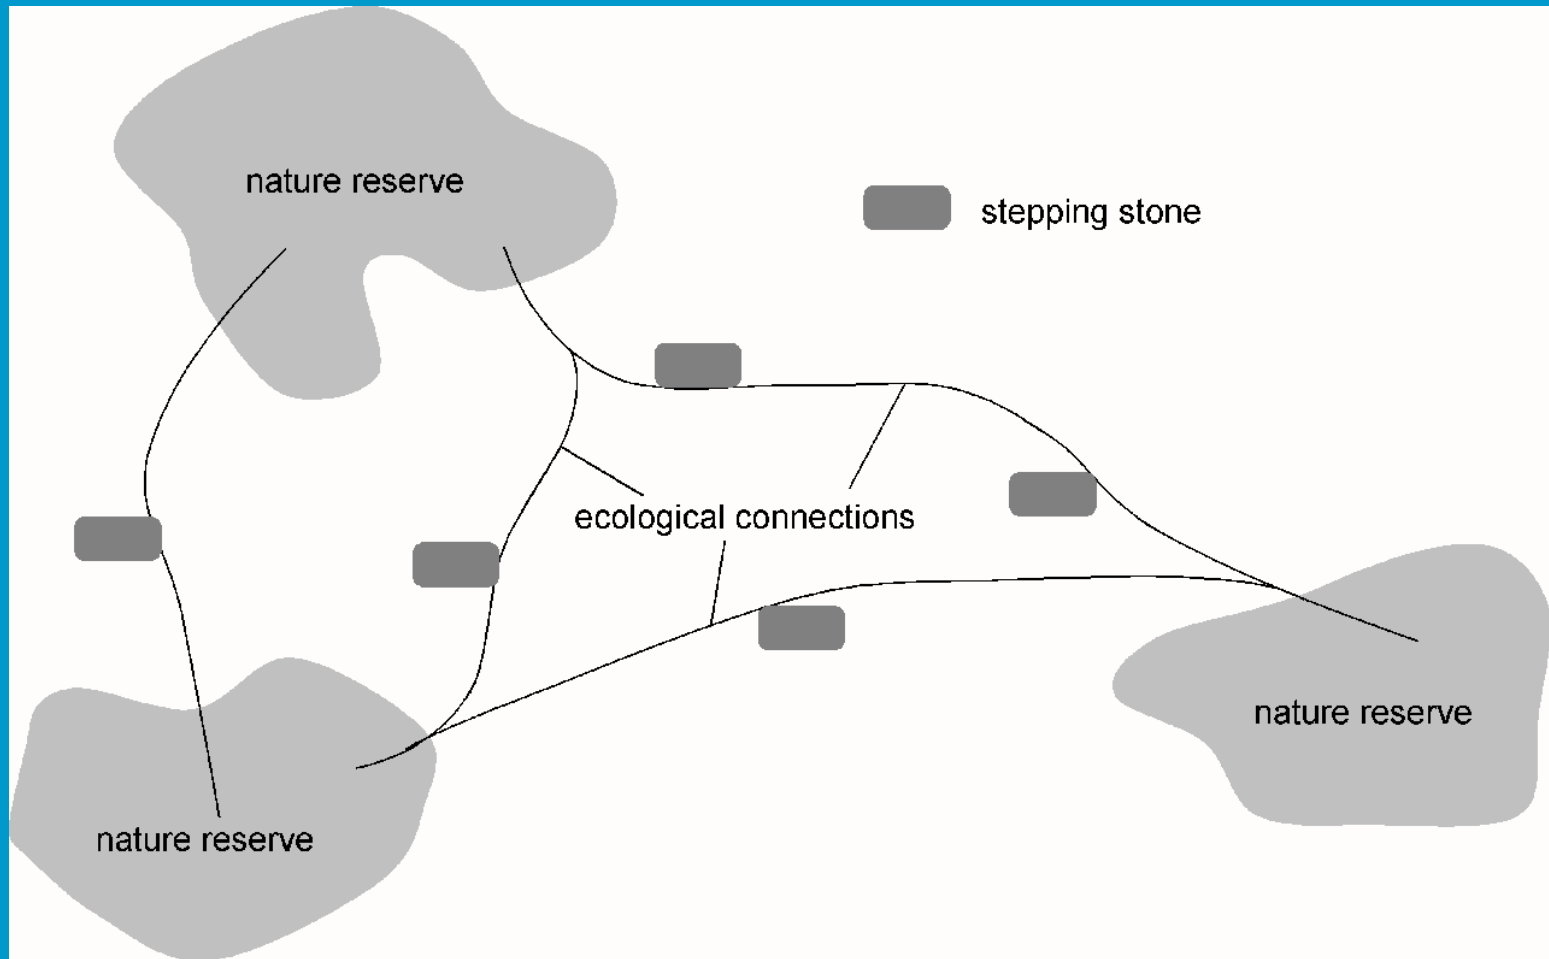 nature reserve
stepping stone
ecological connections
nature reserve
nature reserve